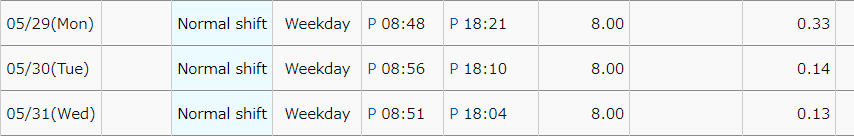 05/29(Mon) Normal shift Weekday P 08:48 P 18:21 8.00 0.33
05/30(Tue) Normal shift Weekday P 08:56 P 18:10 8.00 0.14
05/31(Wed) Normal shift Weekday P 08:51 P 18:04 8.00 0.13